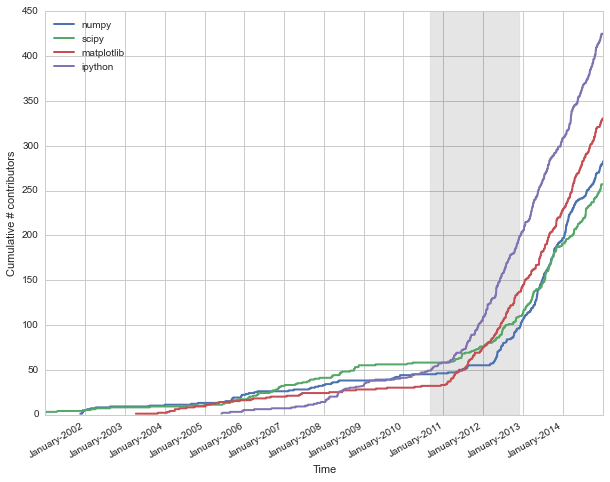 450
400
350
300
250
200
150
100
50
0
Cumulative # contributors
numpy
scipy
matplotlib
ipython
January-2002
January-2003
January-2004
January-2005
January-2006
January-2007
January-2008
January-2009
January-2010
January-2011
January-2012
January-2013
January-2014
Time